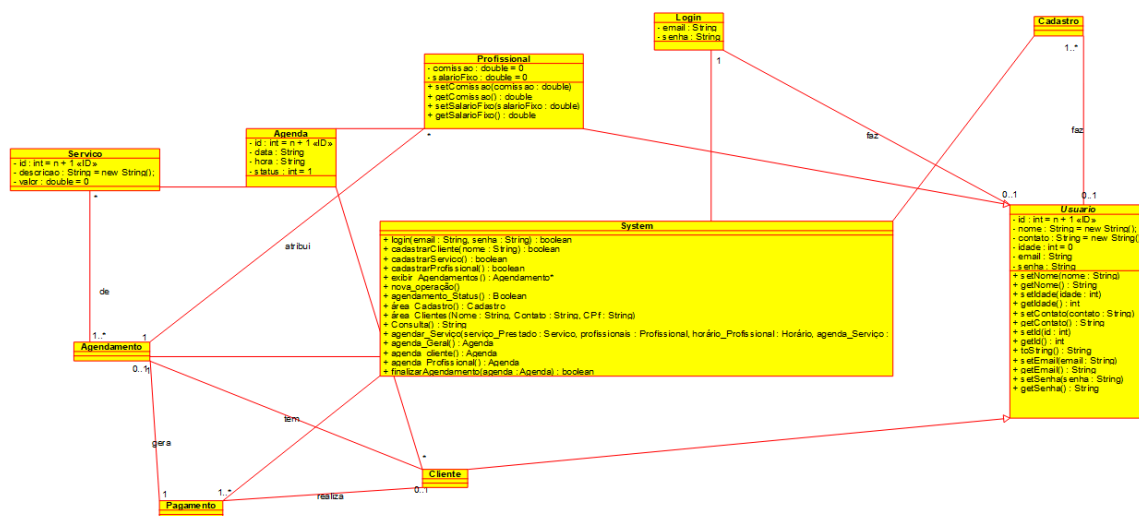 Login
- email : String
- senha : String
1
Cadastro
1..*
Profissional
- comissao : double = 0
- salarioFixo : double = 0
+ setComissao(comissao : double)
+ getComissao() : double
+ setSalarioFixo(salarioFixo : double)
+ getSalarioFixo() : double
*
Agenda
- id : int = n + 1 «ID»
- data : String
- hora : String
- status : int = 1
Servico
- id : int = n + 1 «ID»
- descricao : String = new String();
- valor : double = 0
*
faz
faz
0..1
0..1
Usuario
- id : int = n + 1 «ID»
- nome : String = new String();
- contato : String = new String()
- idade : int = 0
- email : String
- senha : String
+ setNome(nome : String)
+ getNome() : String
+ setIdade(idade : int)
+ getIdade() : int
+ setContato(contato : String)
+ getContato() : String
+ setId(id : int)
+ getId() : int
+ toString() : String
+ setEmail(email : String)
+ getEmail() : String
+ setSenha(senha : String)
+ getSenha() : String
System
+ login(email : String, senha : String) : boolean
+ cadastrarCliente(nome : String) : boolean
+ cadastrarServico() : boolean
+ cadastrarProfissional() : boolean
+ exibir_Agendamentos() : Agendamento*
+ nova_operação()
+ agendamento_Status() : Boolean
+ área_Cadastro() : Cadastro
+ área_Clientes(Nome : String, Contato : String, CPf : String)
+ Consulta() : String
+ agendar_Serviço(serviço_Prestado : Servico, profissionais : Profissional, horário_Profissional : Horário, agenda_Serviço :
+ agenda_Geral() : Agenda
+ agenda_cliente() : Agenda
+ agenda_Profissional() : Agenda
+ finalizarAgendamento(agenda : Agenda) : boolean
atribui
de
1..*
1
Agendamento
0..1
1
tem
gera
*
Cliente
0..1
realiza
1
1..*
Pagamento